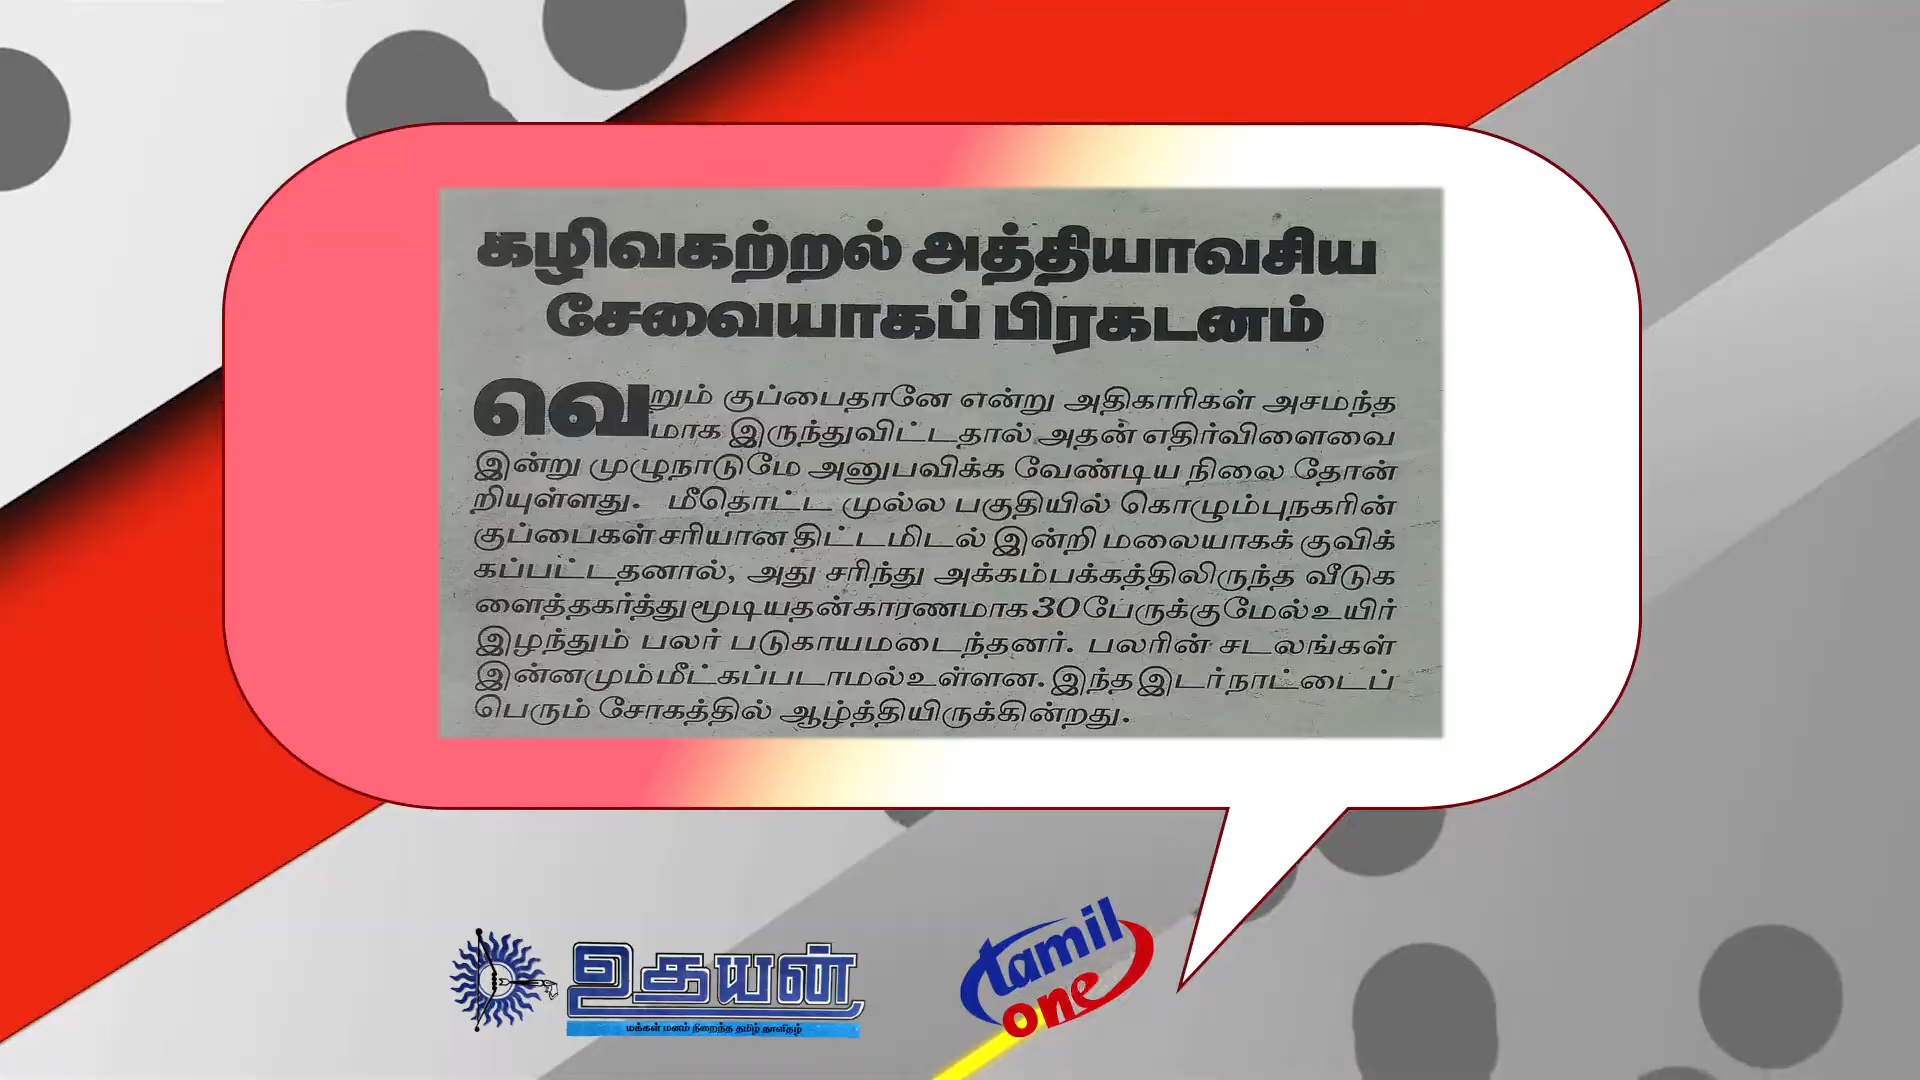 கழிவகற்றல் அத்தியாவசிய
சேவையாகப் பிரகடனம்
வெறும் குப்பைதானே என்று அதிகாரிகள் அசமந்த
மாக இருந்துவிட்டதால் அதன் எதிர்விளைவை
இன்று முழுநாடுமே அனுபவிக்க வேண்டிய நிலை தோன்
றியுள்ளது. மீதொட்ட முல்ல பகுதியில் கொழும்புநகரின்
குப்பைகள் சரியான திட்டமிடல் இன்றி மலையாகக் குவிக்
கப்பட்டதனால், அது சரிந்து அக்கம்பக்கத்திலிருந்த வீடுக
ளைத்தகர்த்து மூடியதன் காரணமாக 30 பேருக்கு மேல் உயிர்
இழந்தும் பலர் படுகாயமடைந்தனர். பலரின் சடலங்கள்
இன்னமும் மீட்கப்படாமல் உள்ளன. இந்த இடர் நாட்டைப்
பெரும் சோகத்தில் ஆழ்த்தியிருக்கின்றது.
உதயன்
மக்கள் மனம் நிறைந்த தமிழ் நாளிதழ்
tamil
one